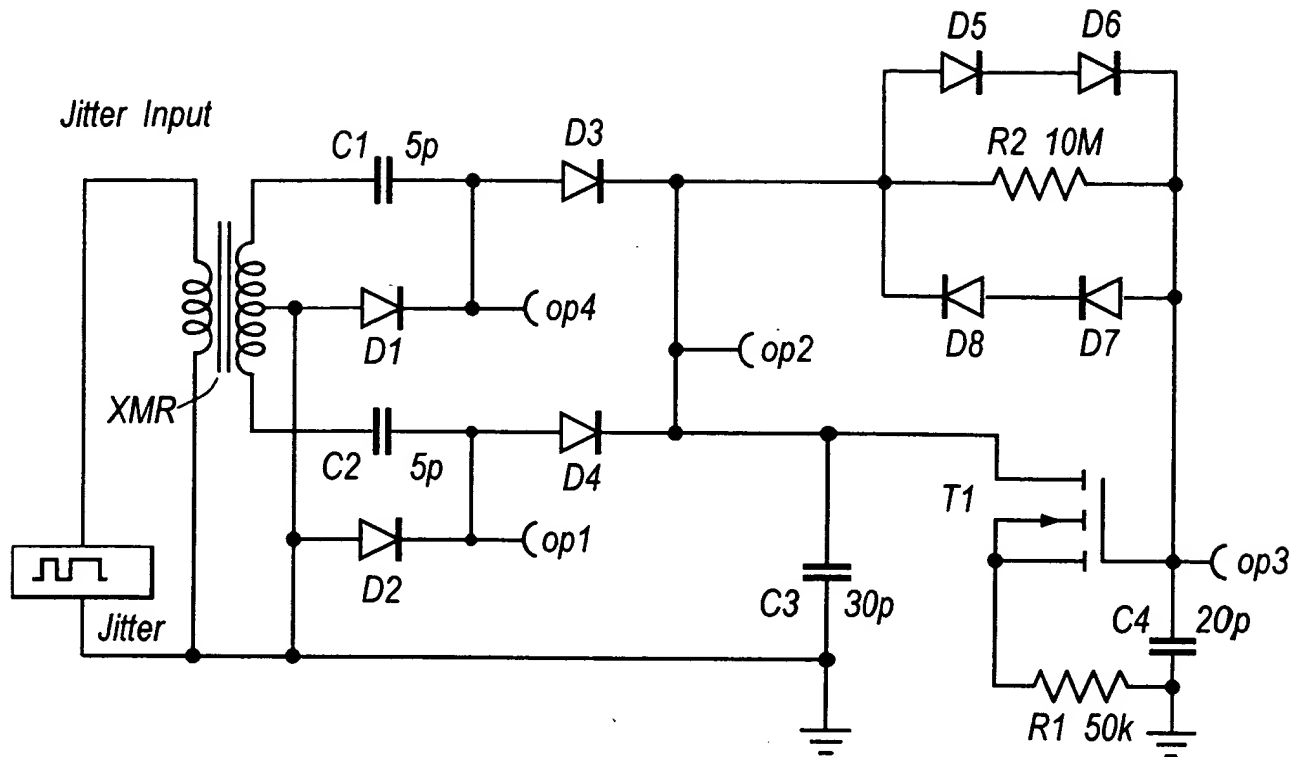 D5 D6
Jitter Input
C1 5p
D3
R2 10M
D1
op4
op2
D8
D7
XMR
C2 5p
D4
T1
D2
op1
op3
C3 30p
C4 20p
Jitter
R1 50k